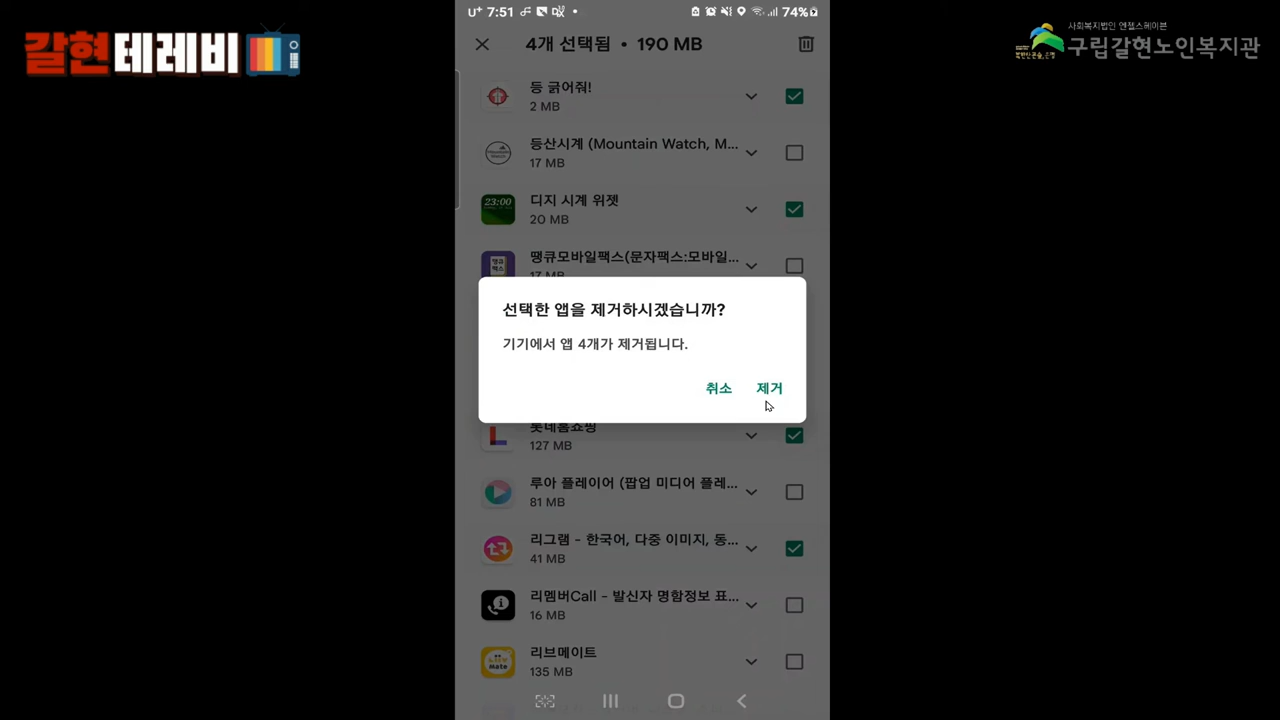 갈현테레비
사회복지법인 엔젤스헤이븐
구립갈현노인복지관
U+ 7:51
74%
4개 선택됨 • 190 MB
등 긁어줘!
2 MB
등산시계 (Mountain Watch, M...
17 MB
23:00
디지 시계 위젯
20 MB
땡큐
팩스
땡큐모바일팩스(문자팩스:모바일...
17 MB
선택한 앱을 제거하시겠습니까?
기기에서 앱 4개가 제거됩니다.
취소 제거
롯데홈쇼핑
127 MB
루아 플레이어 (팝업 미디어 플레...
81 MB
리그램 - 한국어, 다중 이미지, 동...
41 MB
리멤버Call - 발신자 명함정보 표...
16 MB
리브메이트
Mate
135 MB